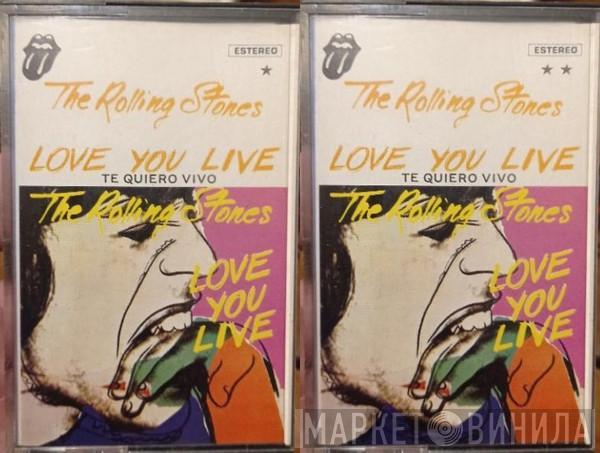 ESTEREO
★
The Rolling Stones
LOVE YOU LIVE
TE QUIERO VIVO
The Rolling Stones
LOVE
YOU
LIVE
ESTEREO
★ ★
The Rolling Stones
LOVE YOU LIVE
TE QUIERO VIVO
The Rolling Stones
LOVE
YOU
LIVE
МАРКЕТ ВИНИЛА